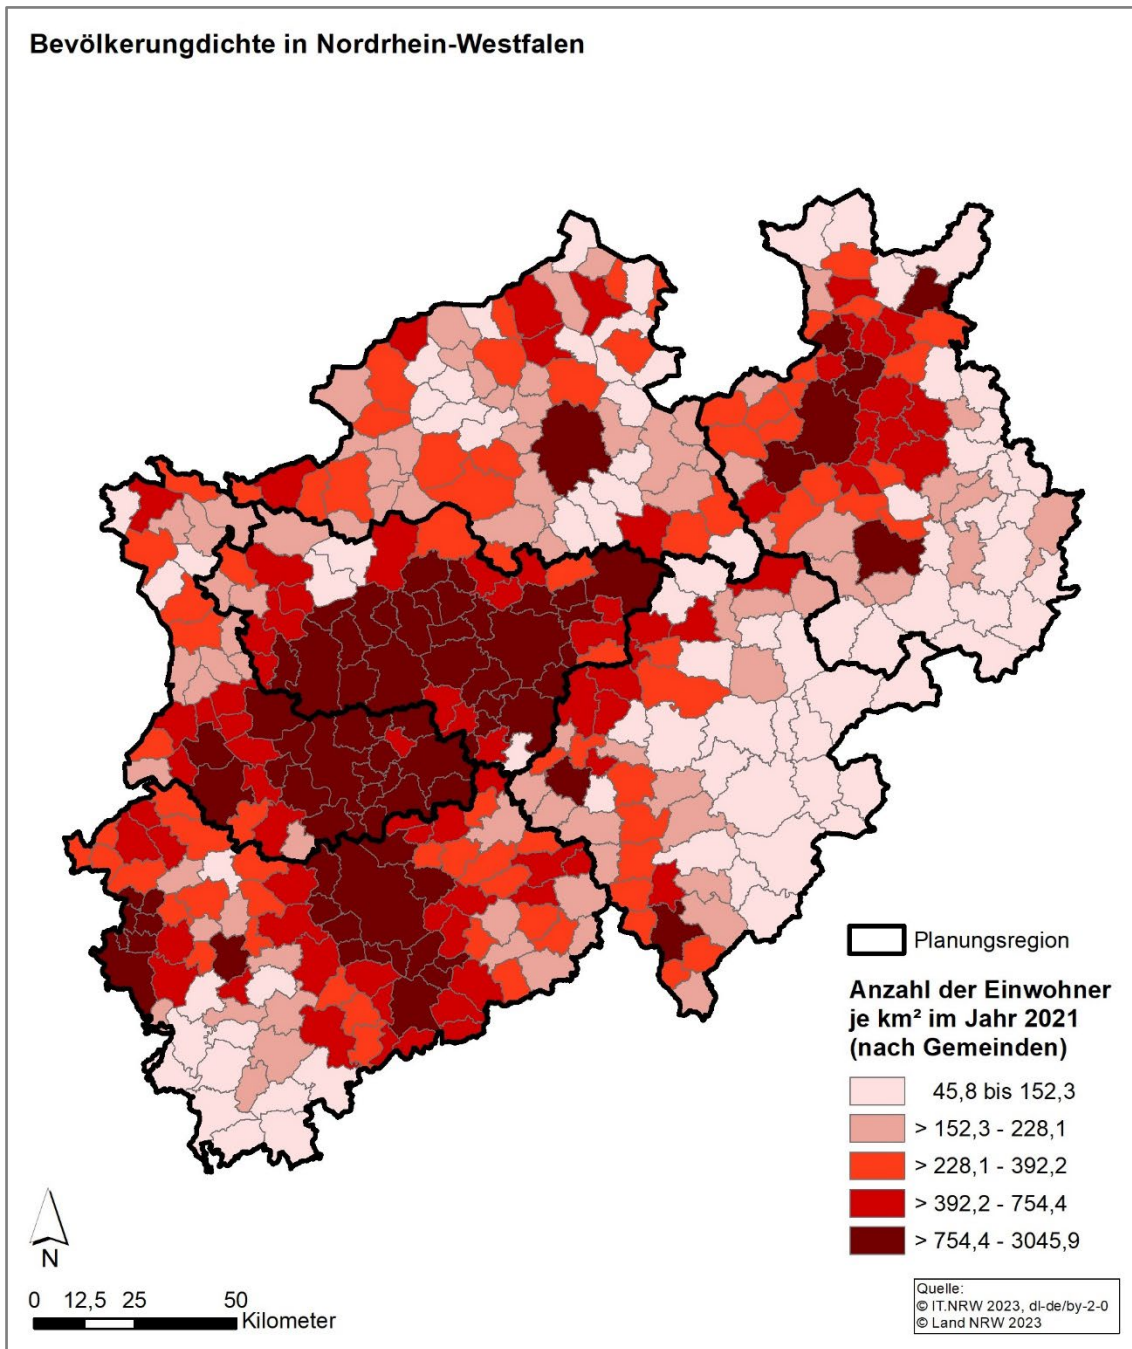 Bevölkerungdichte in Nordrhein-Westfalen
Planungsregion
Anzahl der Einwohner
je km² im Jahr 2021
(nach Gemeinden)
45,8 bis 152,3
> 152,3 - 228,1
> 228,1 - 392,2
> 392,2 - 754,4
> 754,4 - 3045,9
N
0 12,5 25 50
Kilometer
Quelle:
© IT.NRW 2023, dl-de/by-2-0
© Land NRW 2023